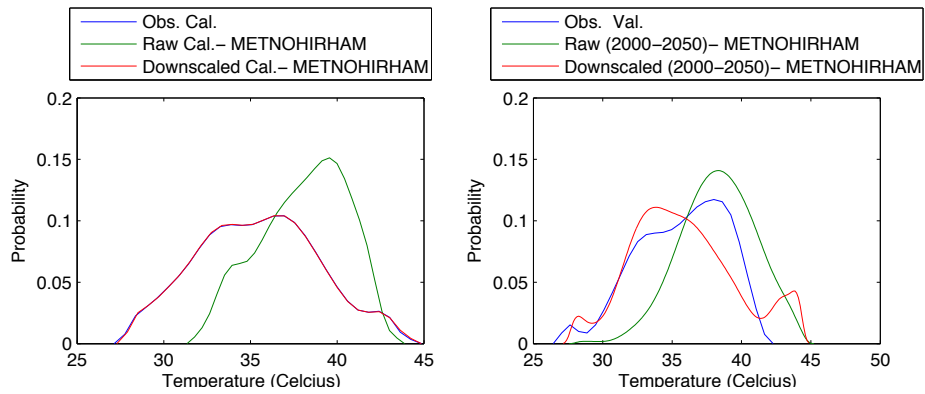 Obs. Cal.
Raw Cal.− METNOHIRHAM
Downscaled Cal.− METNOHIRHAM
0.2
0.15
0.1
0.05
0
25
30
35
40
45
Probability
Temperature (Celcius)
Obs. Val.
Raw (2000−2050)− METNOHIRHAM
Downscaled (2000−2050)− METNOHIRHAM
0.2
0.15
0.1
0.05
0
25
30
35
40
45
50
Probability
Temperature (Celcius)